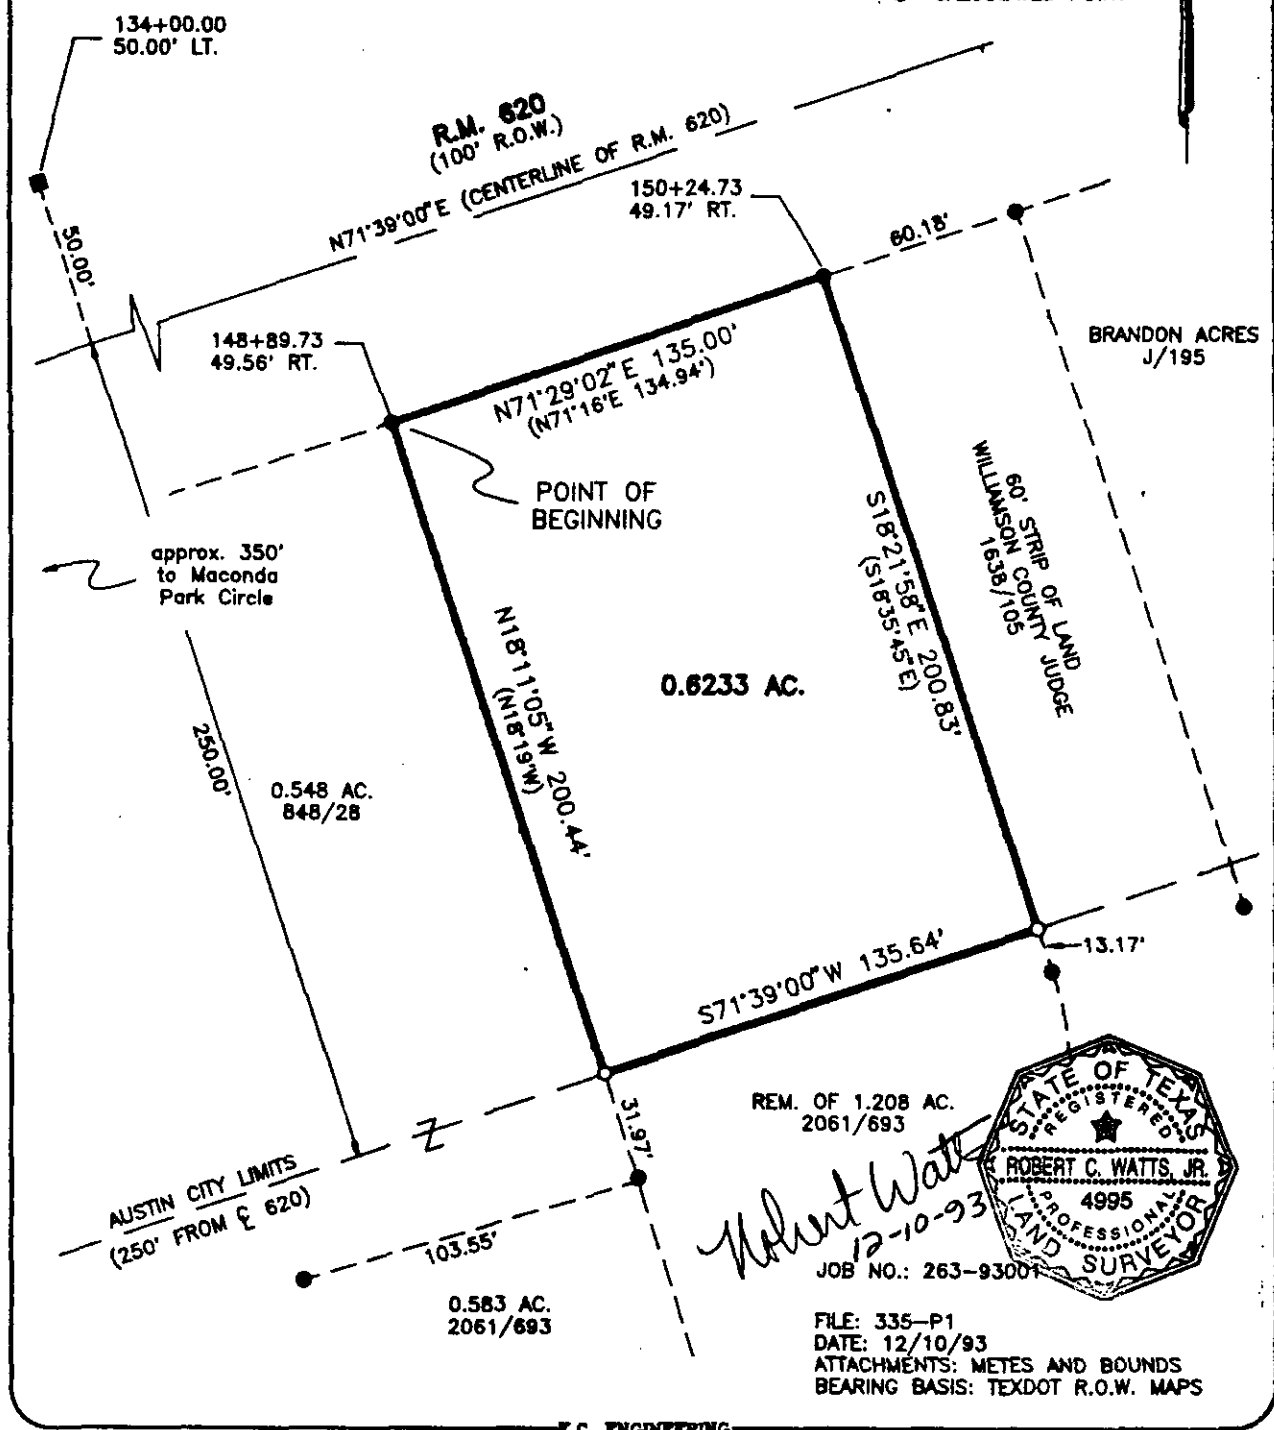 134+00.00
50.00' LT.
R.M. 620
(100' R.O.W.)
N71°39'00"E (CENTERLINE OF R.M. 620)
150+24.73
49.17' RT.
60.18'
50.00'
148+89.73
49.56' RT.
BRANDON ACRES
J/195
N71°29'02"E 135.00'
(N71°16'E 134.94')
POINT OF
BEGINNING
approx. 350'
to Maconda
Park Circle
60' STRIP OF LAND
WILLIAMSON COUNTY JUDGE
1638/105
S18°21'58"E 200.83'
(S18°35'45"E)
N18°11'05"W 200.44'
(N18°19'W)
0.6233 AC.
250.00'
0.548 AC.
848/28
13.17'
S71°39'00"W 135.64'
31.97'
REM. OF 1.208 AC.
2061/693
STATE OF TEXAS
REGISTERED
ROBERT C. WATTS, JR.
4995
PROFESSIONAL
LAND SURVEYOR
Robert Watts
12-10-93
AUSTIN CITY LIMITS
(250' FROM ℄ 620)
103.55'
JOB NO.: 263-93001
0.583 AC.
2061/693
FILE: 335-P1
DATE: 12/10/93
ATTACHMENTS: METES AND BOUNDS
BEARING BASIS: TEXDOT R.O.W. MAPS
ENGINEERING